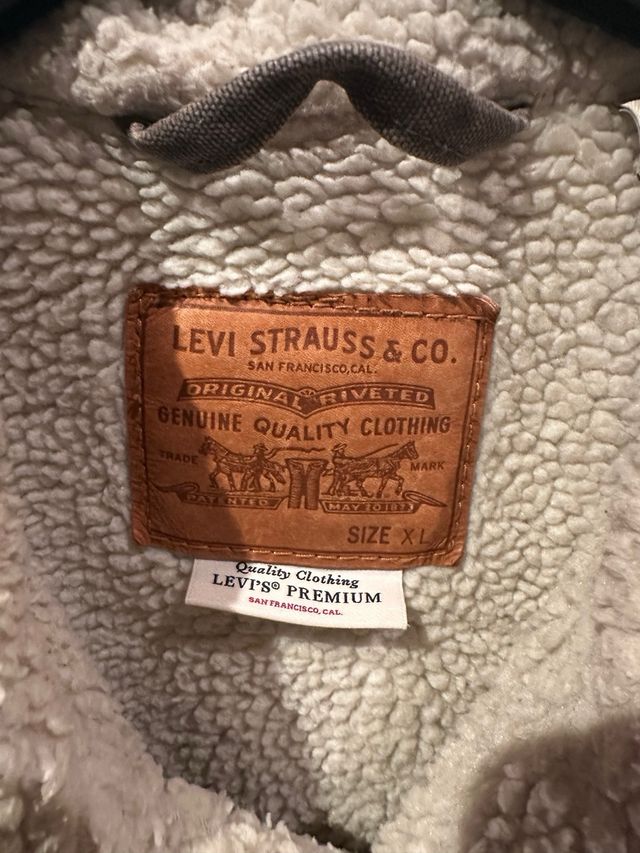 LEVI STRAUSS & CO.
SAN FRANCISCO, CAL.
ORIGINAL RIVETED
GENUINE QUALITY CLOTHING
TRADE MARK
PATENTED MAY 20 1873
SIZE XL
Quality Clothing
LEVI'S® PREMIUM
SAN FRANCISCO, CAL.